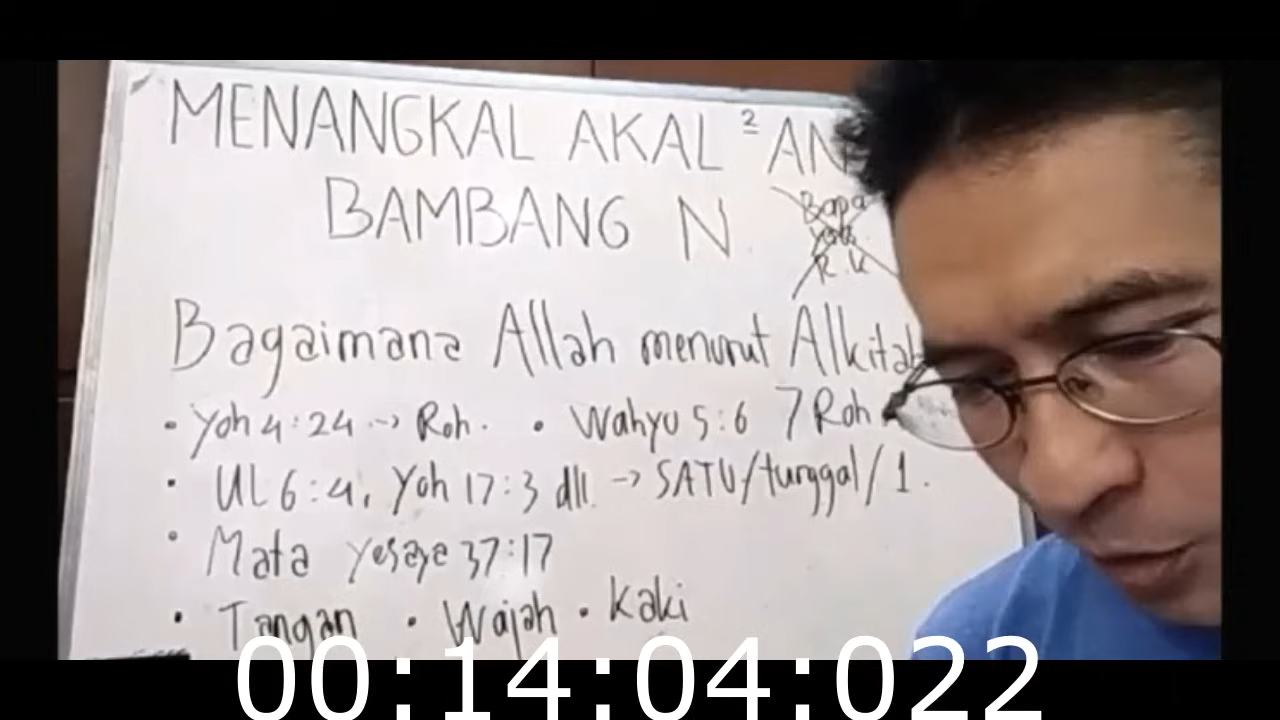 MENANGKAL AKAL ²AN
BAMBANG N
Bapa
R.K
Bagaimana Allah menurut Alkitab
• Yoh 4:24 --> Roh. • Wahyu 5:6 7 Roh
• UL 6:4, Yoh 17:3 dll. -> SATU/tunggal/1.
• Mata Yesaya 37:17
• Tangan • Wajah • Kaki
00:14:04:022